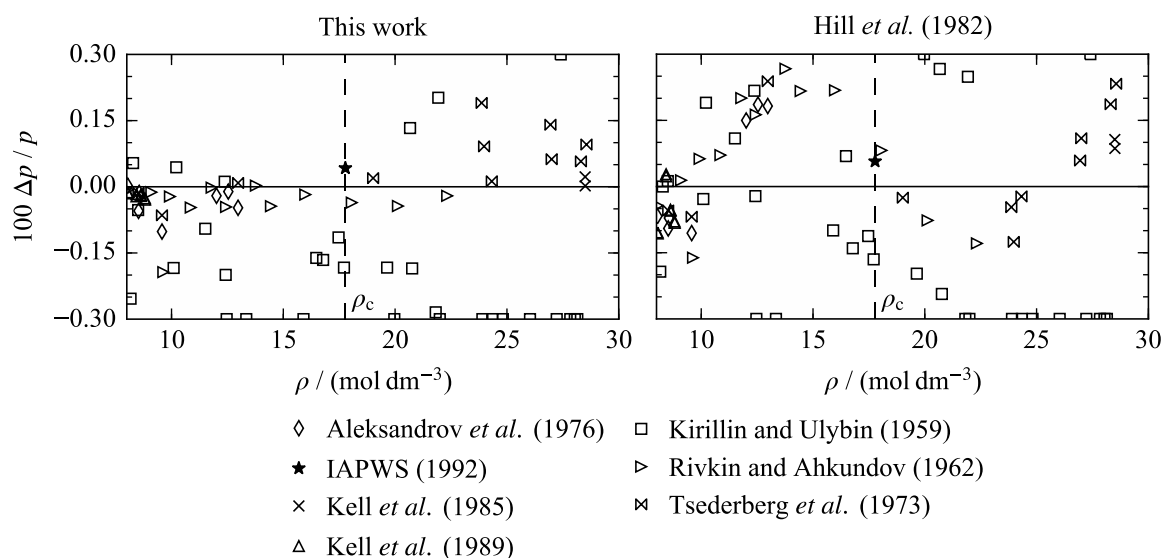 This work
Hill et al. (1982)
100 Δp / p
0.30
0.15
0.00
−0.15
−0.30
ρc
ρc
10 15 20 25 30
10 15 20 25 30
ρ / (mol dm−3)
ρ / (mol dm−3)
Aleksandrov et al. (1976)
IAPWS (1992)
Kell et al. (1985)
Kell et al. (1989)
Kirillin and Ulybin (1959)
Rivkin and Ahkundov (1962)
Tsederberg et al. (1973)